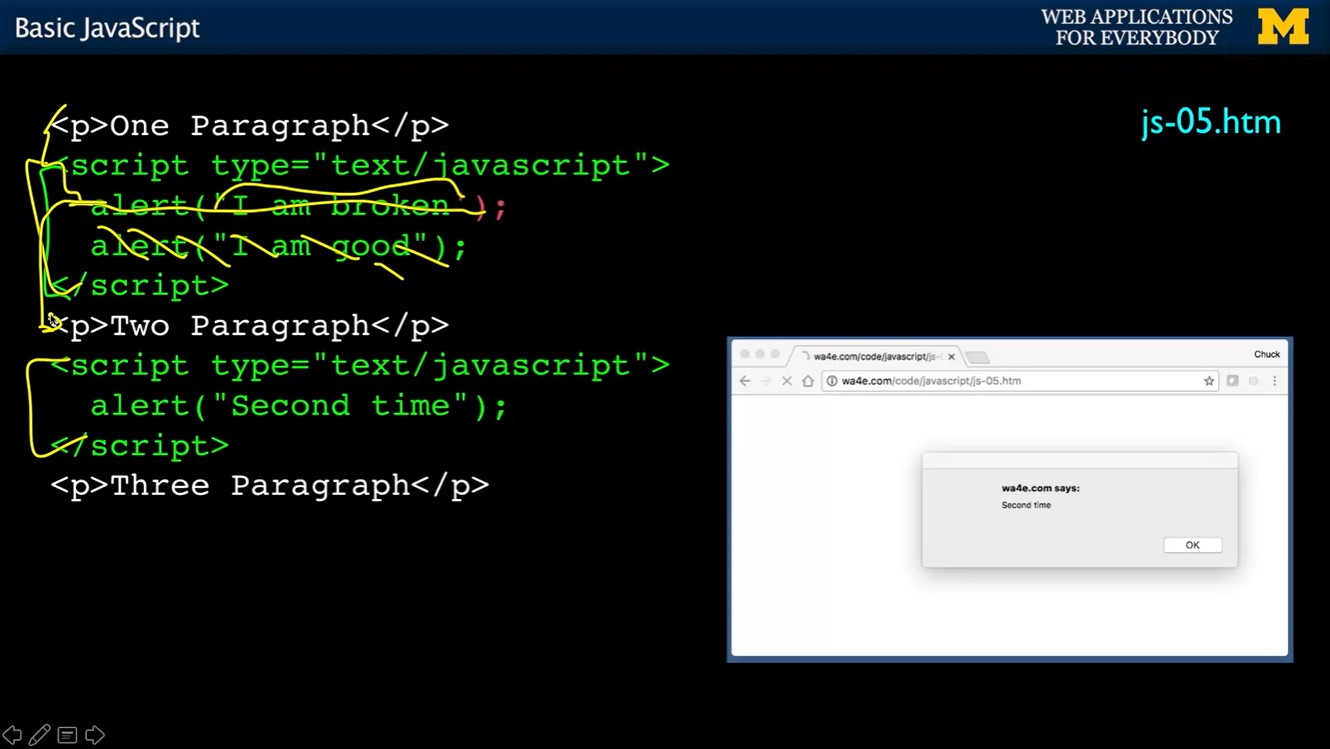 Basic JavaScript
WEB APPLICATIONS
FOR EVERYBODY
M
js-05.htm
<p>One Paragraph</p>
<script type="text/javascript">
alert("I am broken');
alert("I am good");
</script>
<p>Two Paragraph</p>
<script type="text/javascript">
alert("Second time");
</script>
<p>Three Paragraph</p>
wa4e.com/code/javascript/js-
Chuck
wa4e.com/code/javascript/js-05.htm
wa4e.com says:
Second time
OK